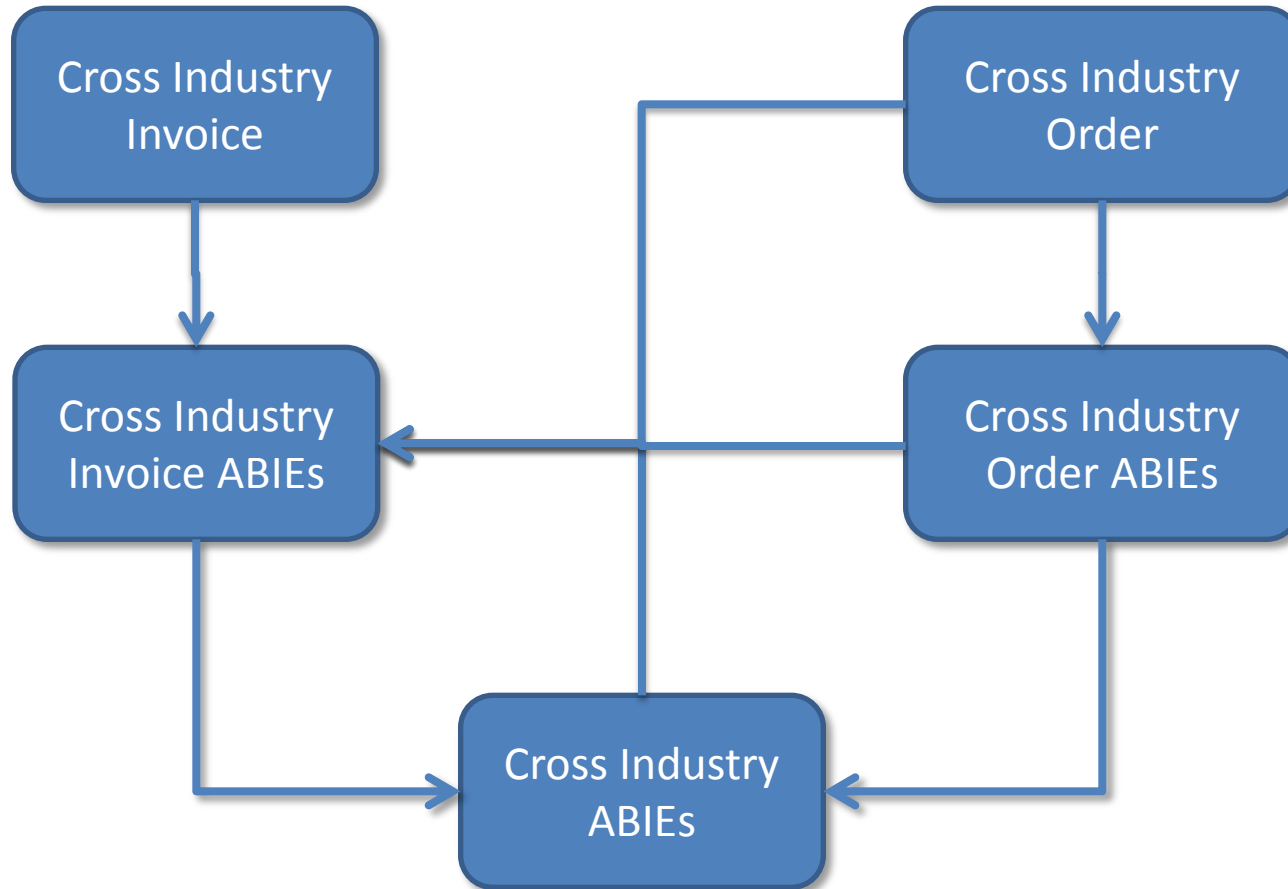 Cross Industry
Invoice
Cross Industry
Order
Cross Industry
Invoice ABIEs
Cross Industry
Order ABIEs
Cross Industry
ABIEs